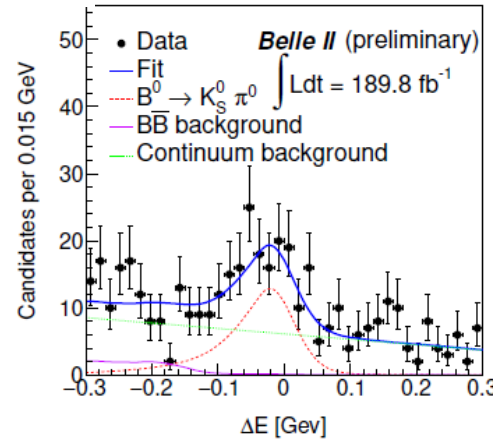 Candidates per 0.015 GeV
50
40
30
20
10
0
Data
Fit
B⁰ → K_S⁰ π⁰
BB̅ background
Continuum background
Belle II (preliminary)
∫ Ldt = 189.8 fb⁻¹
−0.3 −0.2 −0.1 0 0.1 0.2 0.3
ΔE [Gev]